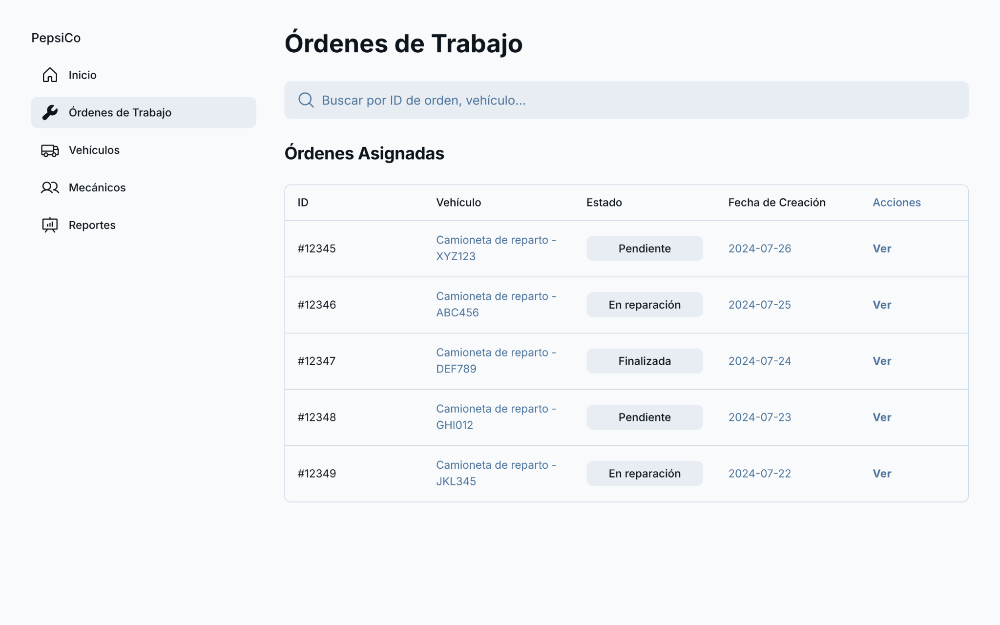 PepsiCo
Inicio
Órdenes de Trabajo
Vehículos
Mecánicos
Reportes
Órdenes de Trabajo
Buscar por ID de orden, vehículo...
Órdenes Asignadas
ID Vehículo Estado Fecha de Creación Acciones
Camioneta de reparto -
#12345 Pendiente 2024-07-26 Ver
XYZ123
Camioneta de reparto -
#12346 En reparación 2024-07-25 Ver
ABC456
Camioneta de reparto -
#12347 Finalizada 2024-07-24 Ver
DEF789
Camioneta de reparto -
#12348 Pendiente 2024-07-23 Ver
GHI012
Camioneta de reparto -
#12349 En reparación 2024-07-22 Ver
JKL345